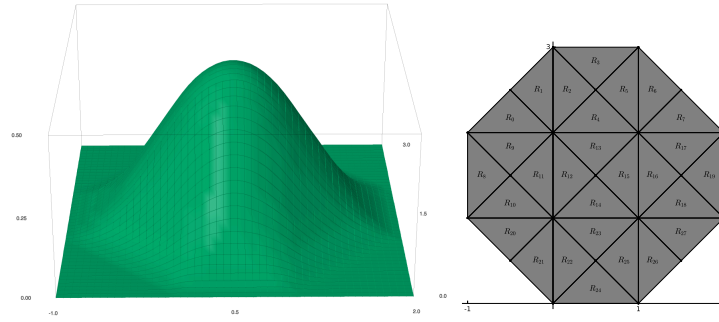 0.50
3.0
0.25
1.5
0.00
0.0
-1.0 0.5 2.0
3
R₃
R₁ R₂ R₅ R₆
R₀ R₄ R₇
R₉ R₁₃ R₁₇
R₈ R₁₁ R₁₂ R₁₅ R₁₆ R₁₉
R₁₀ R₁₄ R₁₈
R₂₀ R₂₃ R₂₇
R₂₁ R₂₂ R₂₅ R₂₆
R₂₄
-1 1